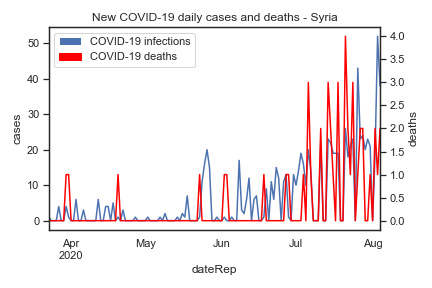 New COVID-19 daily cases and deaths - Syria
COVID-19 infections
COVID-19 deaths
50
40
30
20
10
0
cases
4.0
3.5
3.0
2.5
2.0
1.5
1.0
0.5
0.0
deaths
Apr
2020
May
Jun
Jul
Aug
dateRep